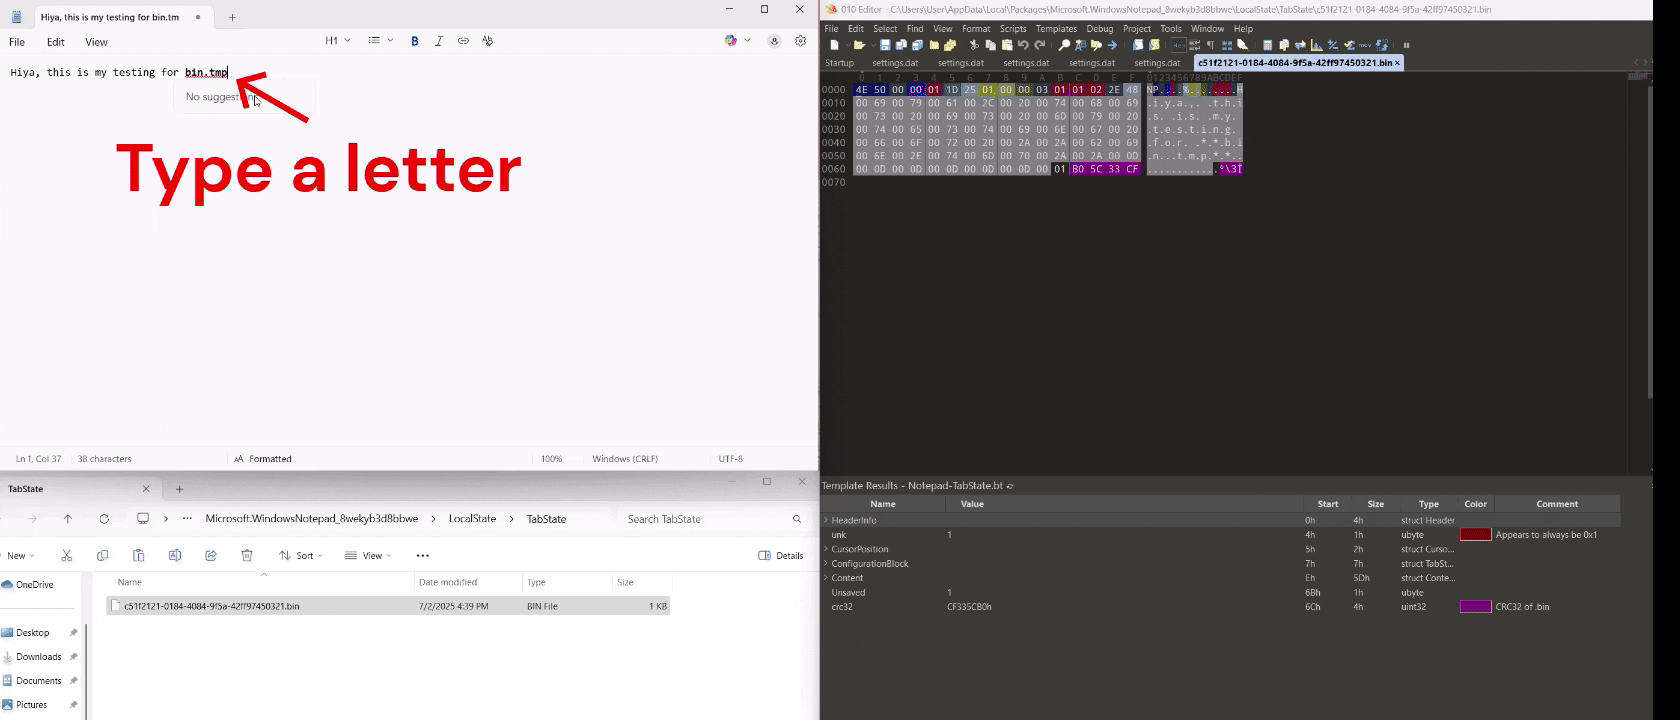 Hiya, this is my testing for bin.tm
File Edit View
H1
Hiya, this is my testing for bin.tmp
No suggestions
Type a letter
Ln 1, Col 37 38 characters Formatted 100% Windows (CRLF) UTF-8
TabState
Microsoft.WindowsNotepad_8wekyb3d8bbwe LocalState TabState Search TabState
New Sort View Details
Name Date modified Type Size
OneDrive
c51f2121-0184-4084-9f5a-42ff97450321.bin 7/2/2025 4:39 PM BIN File 1 KB
Desktop
Downloads
Documents
Pictures
010 Editor - C:\Users\User\AppData\Local\Packages\Microsoft.WindowsNotepad_8wekyb3d8bbwe\LocalState\TabState\c51f2121-0184-4084-9f5a-42ff97450321.bin
File Edit Search Find View Format Scripts Templates Debug Project Tools Window Help
Startup settings.dat settings.dat settings.dat settings.dat settings.dat c51f2121-0184-4084-9f5a-42ff97450321.bin ×
0 1 2 3 4 5 6 7 8 9 A B C D E F 0123456789ABCDEF
0000 4E 50 00 00 01 1D 25 01 00 00 03 01 01 02 2E 48 NP....%........H
0010 00 69 00 79 00 61 00 2C 00 20 00 74 00 68 00 69 .i.y.a.,. .t.h.i
0020 00 73 00 20 00 69 00 73 00 20 00 6D 00 79 00 20 .s. .i.s. .m.y.
0030 00 74 00 65 00 73 00 74 00 69 00 6E 00 67 00 20 .t.e.s.t.i.n.g.
0040 00 66 00 6F 00 72 00 20 00 2A 00 2A 00 62 00 69 .f.o.r. .*.*.b.i
0050 00 6E 00 2E 00 74 00 6D 00 70 00 2A 00 2A 00 0D .n...t.m.p.*.*..
0060 00 0D 00 0D 00 0D 00 0D 00 0D 00 01 B0 5C 33 CF ............°\3Ï
0070
Template Results - Notepad-TabState.bt
Name Value Start Size Type Color Comment
HeaderInfo 0h 4h struct Header
unk 1 4h 1h ubyte Appears to always be 0x1
CursorPosition 5h 2h struct Curso...
ConfigurationBlock 7h 7h struct TabSt...
Content Eh 5Dh struct Conte...
Unsaved 1 6Bh 1h ubyte
crc32 CF335CB0h 6Ch 4h uint32 CRC32 of .bin